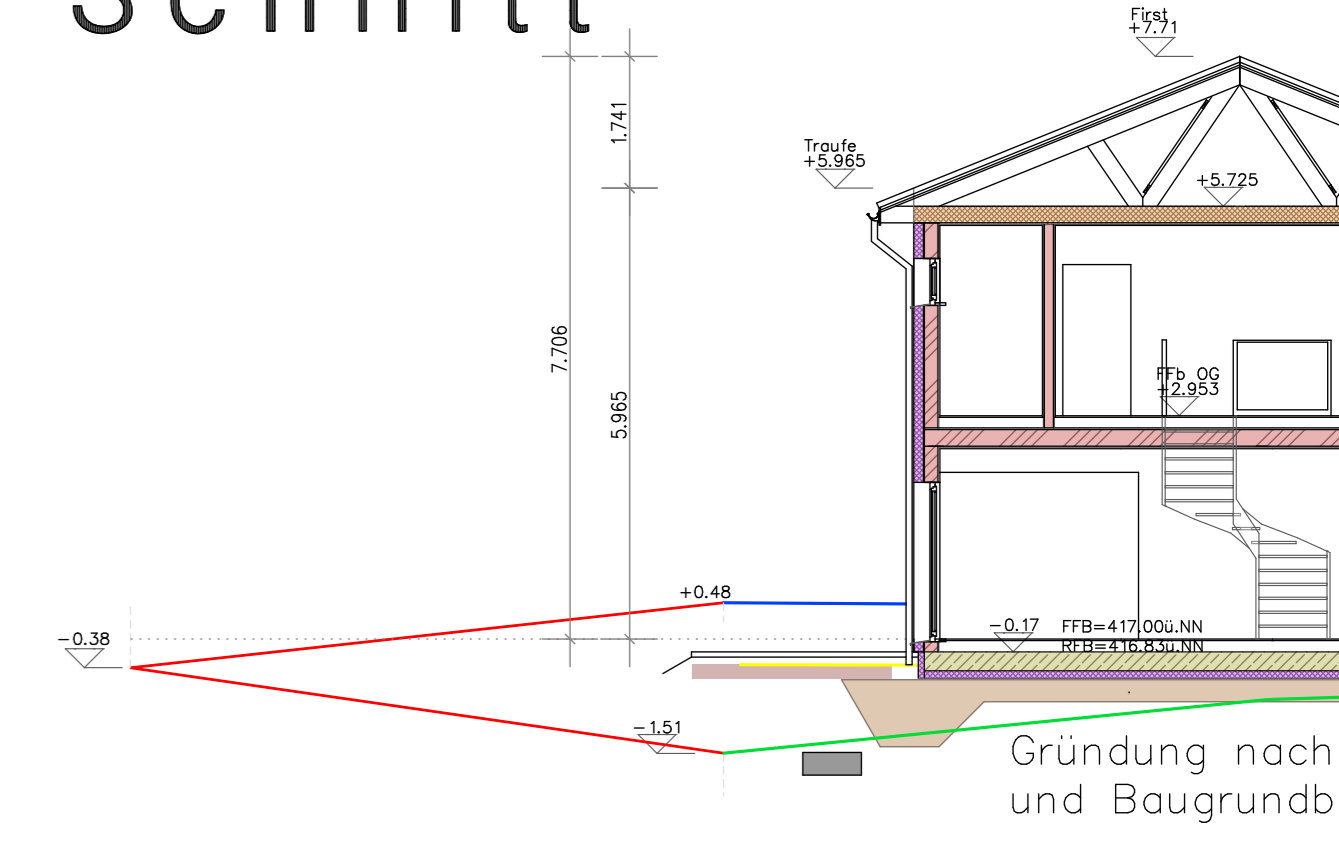 Schnitt
First
+7.71
1.741
Traufe
+5.965
+5.725
7.706
5.965
FFb OG
+2.953
+0.48
-0.38
-0.17
FFB=417.00ü.NN
RFB=416.83ü.NN
-1.51
Gründung nach
und Baugrundb